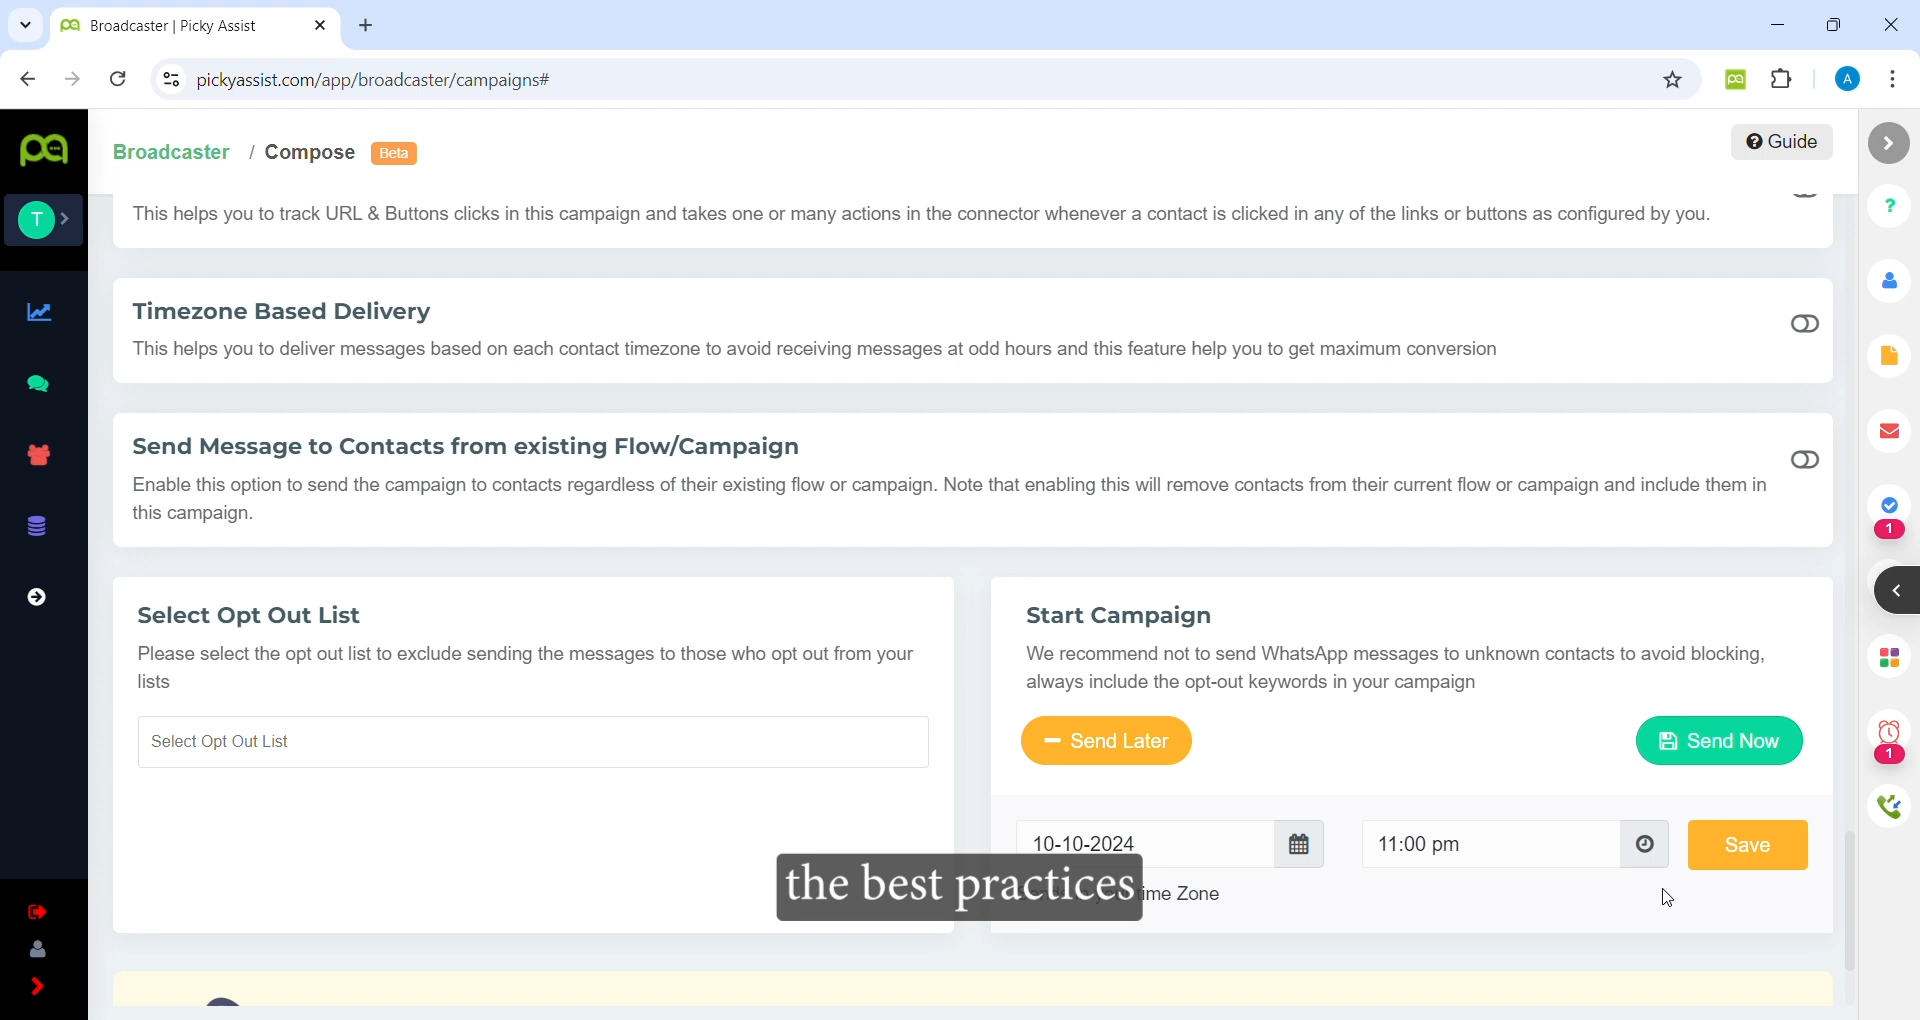 Broadcaster | Picky Assist
pickyassist.com/app/broadcaster/campaigns#
A
Broadcaster / Compose Beta
Guide
T
This helps you to track URL & Buttons clicks in this campaign and takes one or many actions in the connector whenever a contact is clicked in any of the links or buttons as configured by you.
Timezone Based Delivery
This helps you to deliver messages based on each contact timezone to avoid receiving messages at odd hours and this feature help you to get maximum conversion
Send Message to Contacts from existing Flow/Campaign
Enable this option to send the campaign to contacts regardless of their existing flow or campaign. Note that enabling this will remove contacts from their current flow or campaign and include them in
this campaign.
1
Select Opt Out List
Please select the opt out list to exclude sending the messages to those who opt out from your
lists
Select Opt Out List
Start Campaign
We recommend not to send WhatsApp messages to unknown contacts to avoid blocking,
always include the opt-out keywords in your campaign
Send Later
Send Now
1
10-10-2024
11:00 pm
Save
time Zone
the best practices